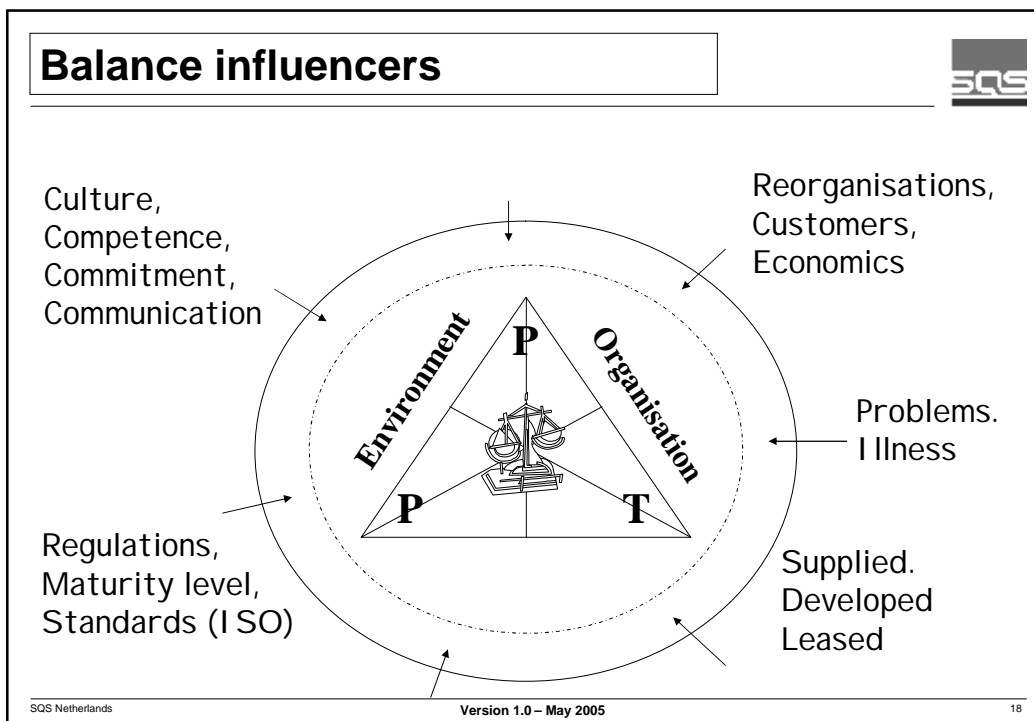 Balance influencers
SQS
Culture,
Competence,
Commitment,
Communication
Reorganisations,
Customers,
Economics
Environment
P
Organisation
Problems.
Illness
P
T
Regulations,
Maturity level,
Standards (ISO)
Supplied.
Developed
Leased
SQS Netherlands
Version 1.0 – May 2005
18